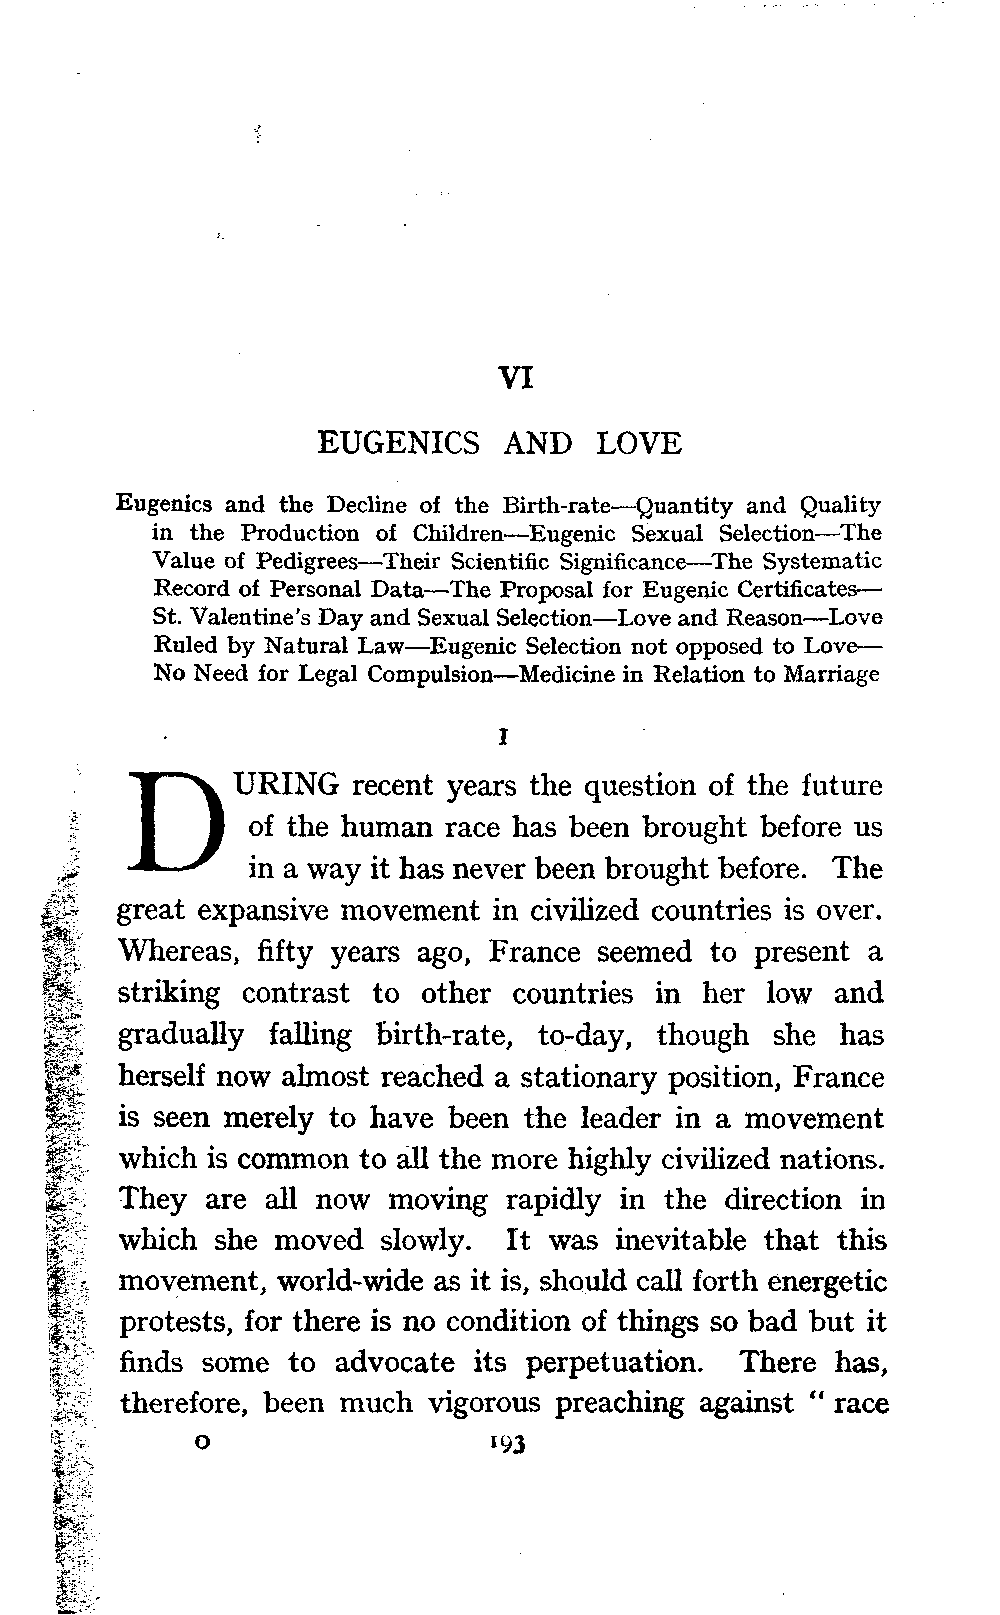 VI
EUGENICS AND LOVE
Eugenics and the Decline of the Birth-rate—Quantity and Quality
in the Production of Children—Eugenic Sexual Selection—The
Value of Pedigrees—Their Scientific Significance—The Systematic
Record of Personal Data—The Proposal for Eugenic Certificates—
St. Valentine's Day and Sexual Selection—Love and Reason—Love
Ruled by Natural Law—Eugenic Selection not opposed to Love—
No Need for Legal Compulsion—Medicine in Relation to Marriage
I
DURING recent years the question of the future
of the human race has been brought before us
in a way it has never been brought before. The
great expansive movement in civilized countries is over.
Whereas, fifty years ago, France seemed to present a
striking contrast to other countries in her low and
gradually falling birth-rate, to-day, though she has
herself now almost reached a stationary position, France
is seen merely to have been the leader in a movement
which is common to all the more highly civilized nations.
They are all now moving rapidly in the direction in
which she moved slowly. It was inevitable that this
movement, world-wide as it is, should call forth energetic
protests, for there is no condition of things so bad but it
finds some to advocate its perpetuation. There has,
therefore, been much vigorous preaching against " race
O 193